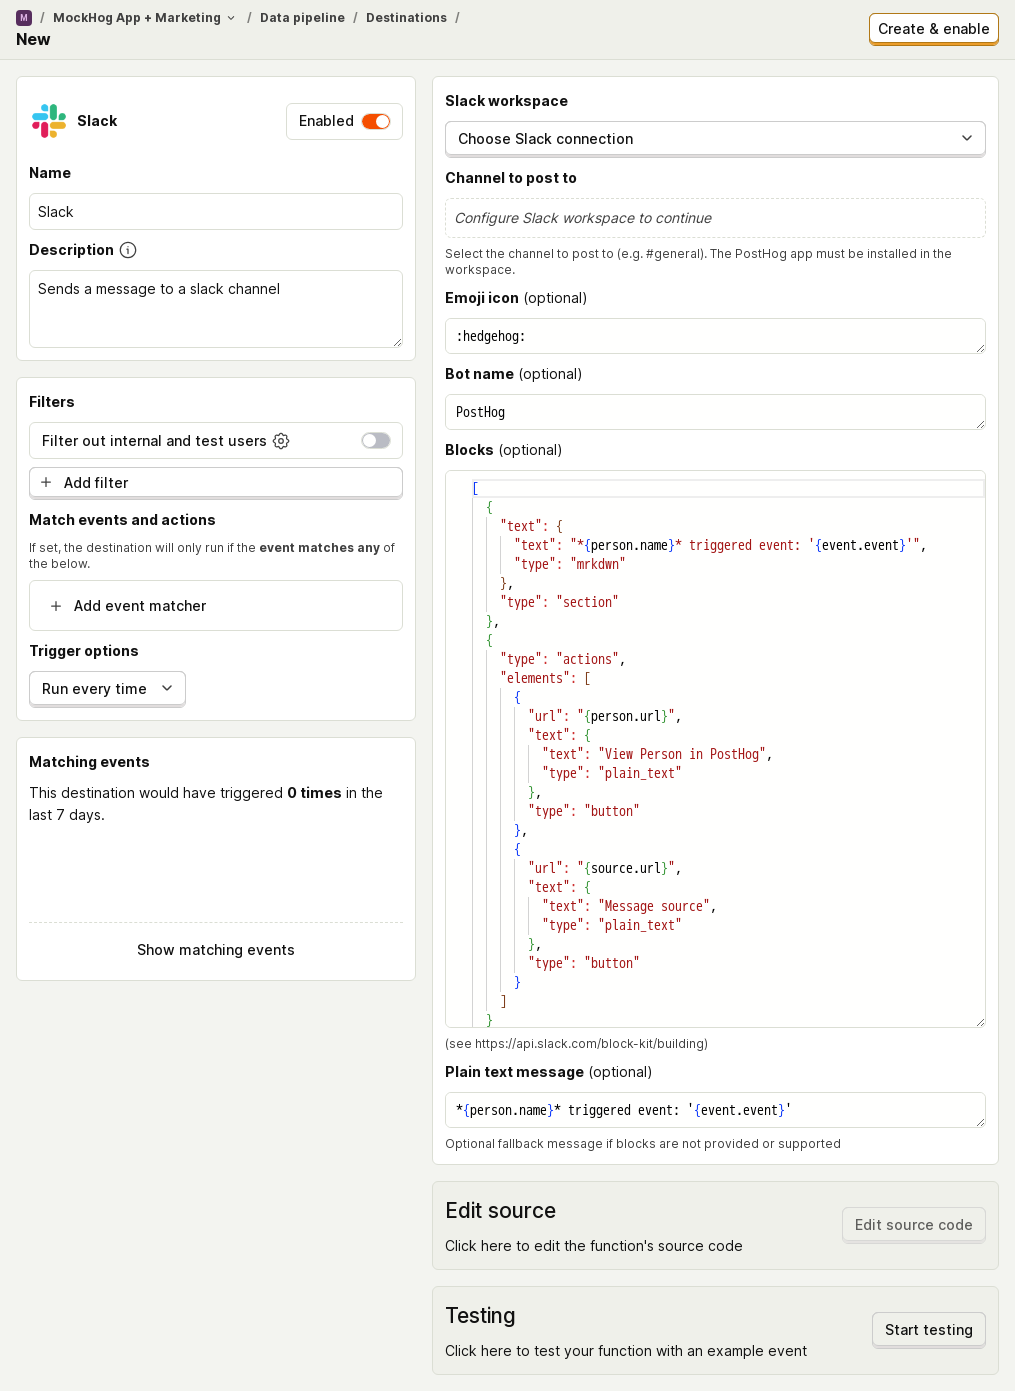 M / MockHog App + Marketing / Data pipeline / Destinations /
New
Create & enable
Slack
Enabled
Name
Slack
Description
Sends a message to a slack channel
Filters
Filter out internal and test users
Add filter
Match events and actions
If set, the destination will only run if the event matches any of
the below.
Add event matcher
Trigger options
Run every time
Matching events
This destination would have triggered 0 times in the
last 7 days.
Show matching events
Slack workspace
Choose Slack connection
Channel to post to
Configure Slack workspace to continue
Select the channel to post to (e.g. #general). The PostHog app must be installed in the
workspace.
Emoji icon (optional)
:hedgehog:
Bot name (optional)
PostHog
Blocks (optional)
[
  {
    "text": {
      "text": "*{person.name}* triggered event: '{event.event}'",
      "type": "mrkdwn"
    },
    "type": "section"
  },
  {
    "type": "actions",
    "elements": [
      {
        "url": "{person.url}",
        "text": {
          "text": "View Person in PostHog",
          "type": "plain_text"
        },
        "type": "button"
      },
      {
        "url": "{source.url}",
        "text": {
          "text": "Message source",
          "type": "plain_text"
        },
        "type": "button"
      }
    ]
  }
(see https://api.slack.com/block-kit/building)
Plain text message (optional)
*{person.name}* triggered event: '{event.event}'
Optional fallback message if blocks are not provided or supported
Edit source
Click here to edit the function's source code
Edit source code
Testing
Click here to test your function with an example event
Start testing